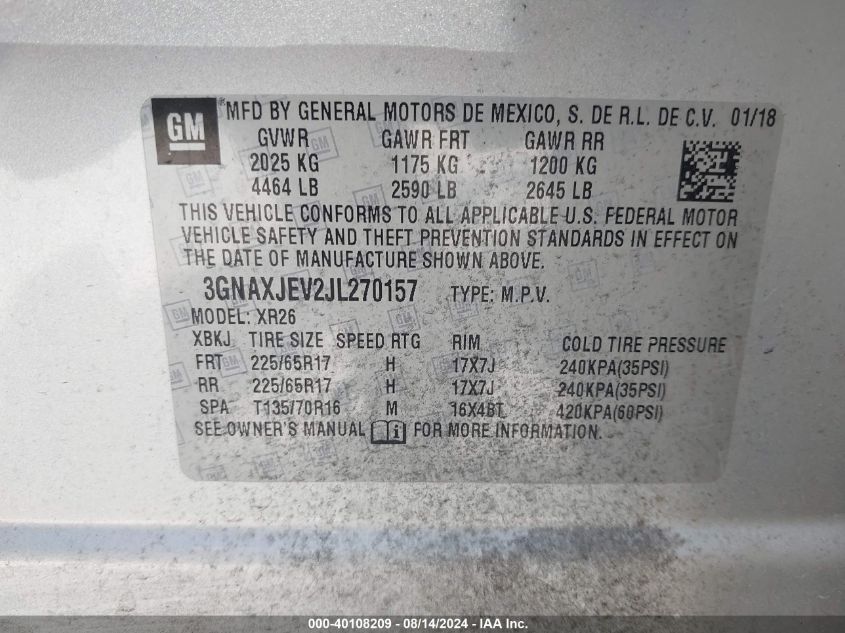 GM ® MFD BY GENERAL MOTORS DE MEXICO, S. DE R.L. DE C.V. 01/18
GVWR GAWR FRT GAWR RR
2025 KG 1175 KG 1200 KG
4464 LB 2590 LB 2645 LB
THIS VEHICLE CONFORMS TO ALL APPLICABLE U.S. FEDERAL MOTOR
VEHICLE SAFETY AND THEFT PREVENTION STANDARDS IN EFFECT ON
THE DATE OF MANUFACTURE SHOWN ABOVE.
3GNAXJEV2JL270157 TYPE: M.P.V.
MODEL: XR26
XBKJ TIRE SIZE SPEED RTG RIM COLD TIRE PRESSURE
FRT 225/65R17 H 17X7J 240KPA(35PSI)
RR 225/65R17 H 17X7J 240KPA(35PSI)
SPA T135/70R16 M 16X4BT 420KPA(60PSI)
SEE OWNER'S MANUAL i FOR MORE INFORMATION.
000-40108209 - 08/14/2024 - IAA Inc.